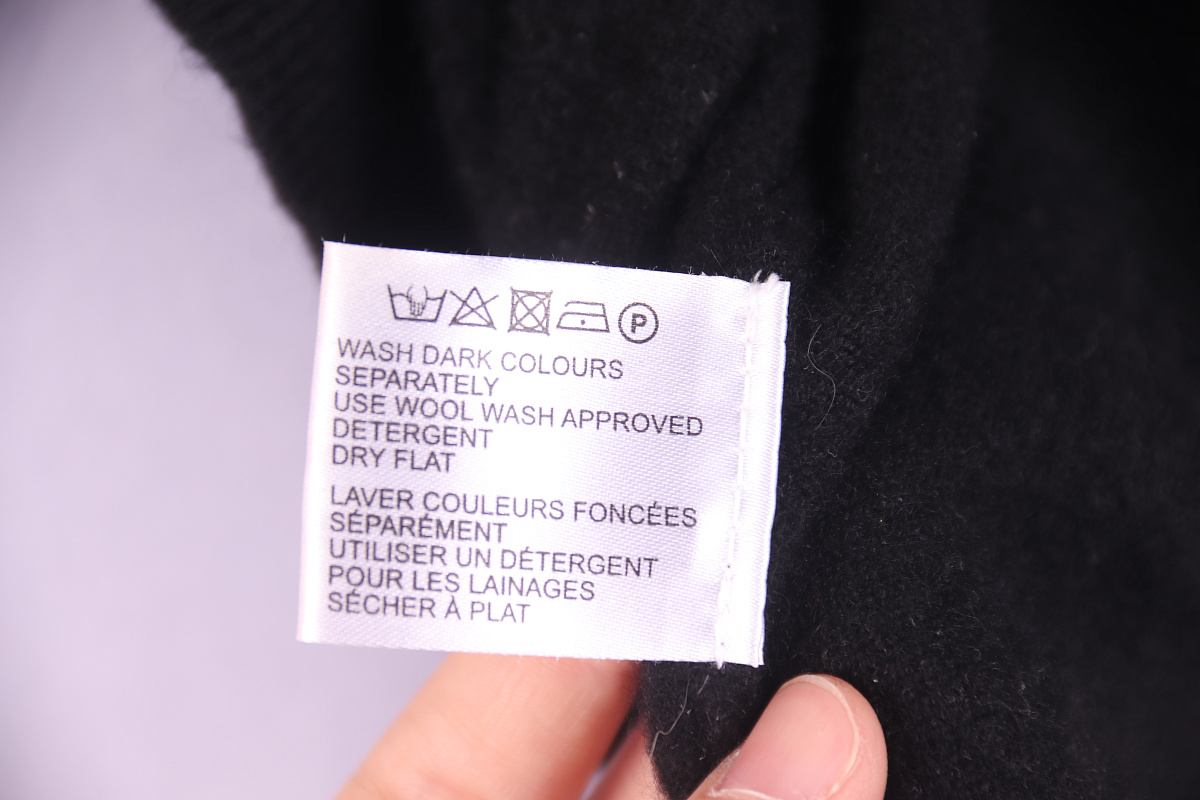 P
WASH DARK COLOURS
SEPARATELY
USE WOOL WASH APPROVED
DETERGENT
DRY FLAT
LAVER COULEURS FONCÉES
SÉPARÉMENT
UTILISER UN DÉTERGENT
POUR LES LAINAGES
SÉCHER À PLAT